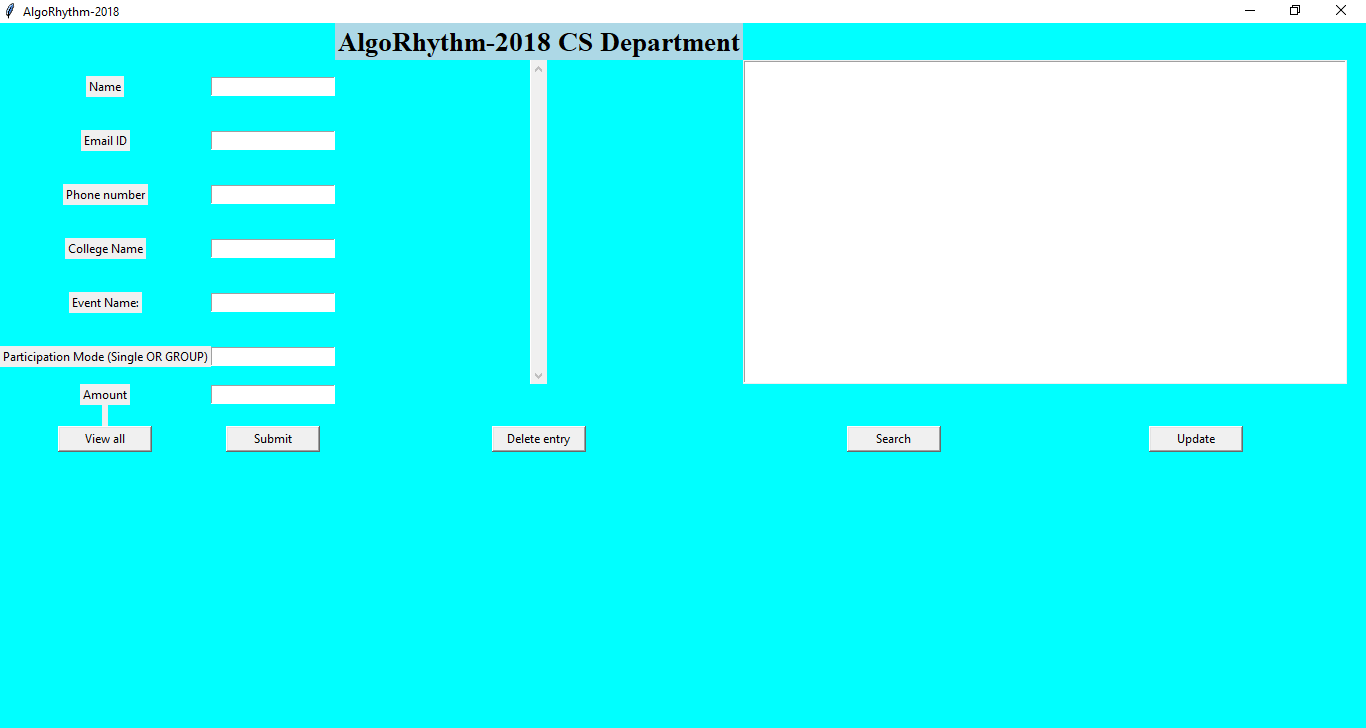 AlgoRhythm-2018
AlgoRhythm-2018 CS Department
Name
Email ID
Phone number
College Name
Event Name:
Participation Mode (Single OR GROUP)
Amount
View all
Submit
Delete entry
Search
Update